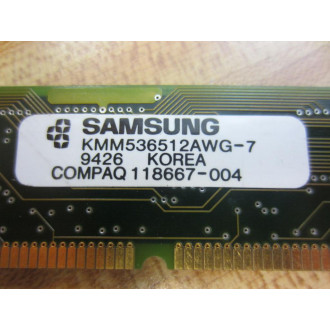 SAMSUNG
KMM536512AWG-7
9426 KOREA
COMPAQ 118667-004